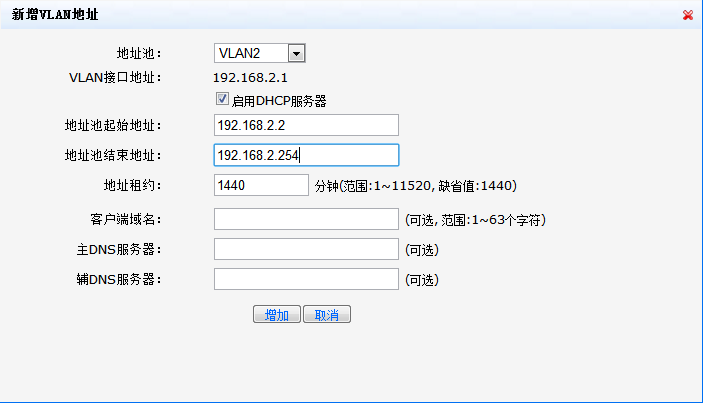 新增VLAN地址
地址池： VLAN2
VLAN接口地址： 192.168.2.1
启用DHCP服务器
地址池起始地址： 192.168.2.2
地址池结束地址： 192.168.2.254
地址租约： 1440 分钟(范围:1~11520, 缺省值:1440)
客户端域名： (可选, 范围:1~63个字符)
主DNS服务器： (可选)
辅DNS服务器： (可选)
增加 取消